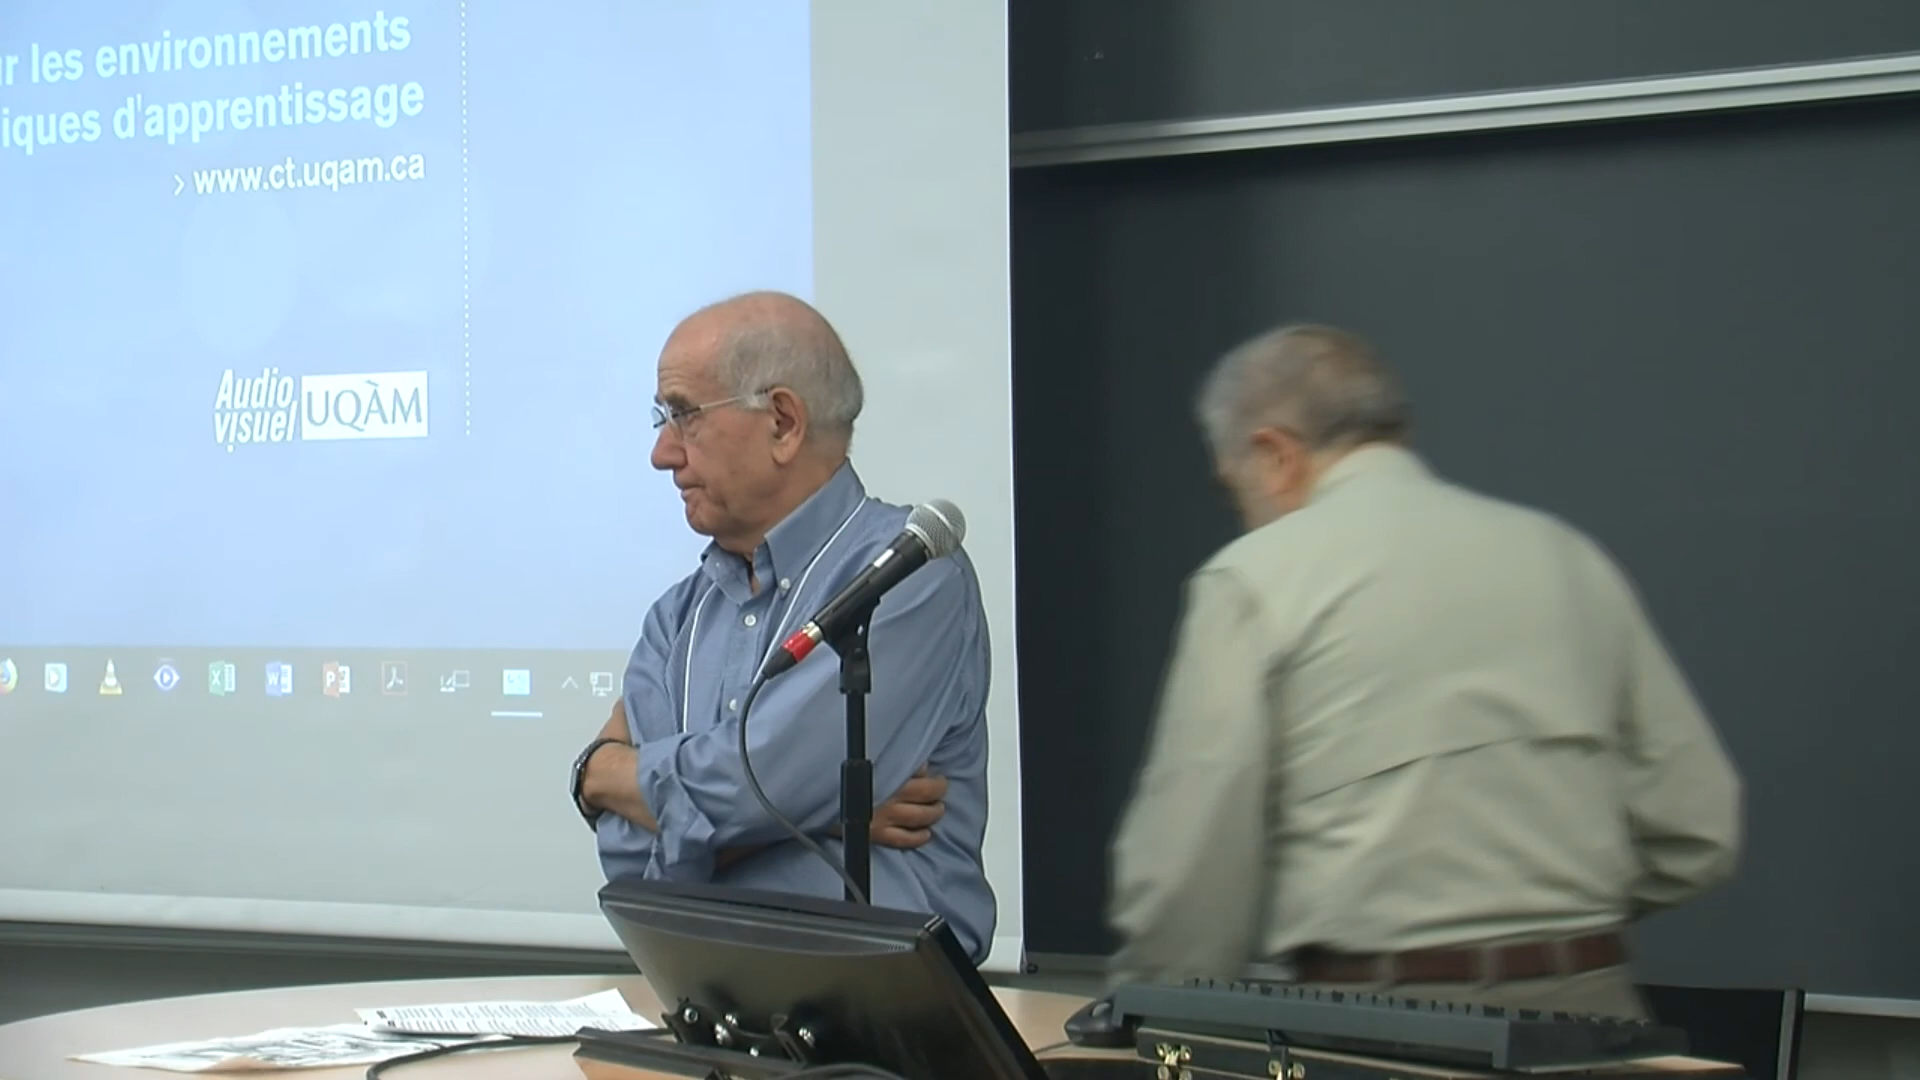 r les environnements
iques d'apprentissage
> www.ct.uqam.ca
Audio
visuel
UQÀM